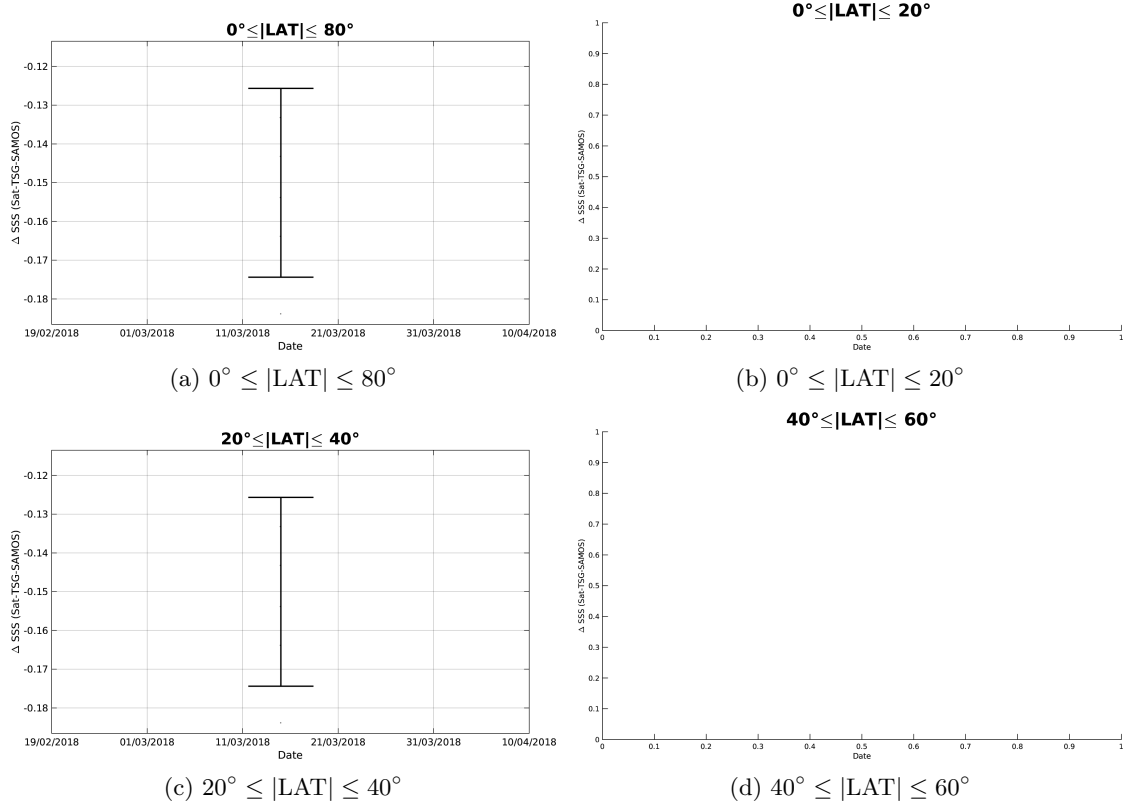 0°≤|LAT|≤ 80°
Δ SSS (Sat-TSG-SAMOS)
-0.12
-0.13
-0.14
-0.15
-0.16
-0.17
-0.18
19/02/2018 01/03/2018 11/03/2018 21/03/2018 31/03/2018 10/04/2018
Date
(a) 0° ≤ |LAT| ≤ 80°
0°≤|LAT|≤ 20°
Δ SSS (Sat-TSG-SAMOS)
1
0.9
0.8
0.7
0.6
0.5
0.4
0.3
0.2
0.1
0
0 0.1 0.2 0.3 0.4 0.5 0.6 0.7 0.8 0.9 1
Date
(b) 0° ≤ |LAT| ≤ 20°
20°≤|LAT|≤ 40°
Δ SSS (Sat-TSG-SAMOS)
-0.12
-0.13
-0.14
-0.15
-0.16
-0.17
-0.18
19/02/2018 01/03/2018 11/03/2018 21/03/2018 31/03/2018 10/04/2018
Date
(c) 20° ≤ |LAT| ≤ 40°
40°≤|LAT|≤ 60°
Δ SSS (Sat-TSG-SAMOS)
1
0.9
0.8
0.7
0.6
0.5
0.4
0.3
0.2
0.1
0
0 0.1 0.2 0.3 0.4 0.5 0.6 0.7 0.8 0.9 1
Date
(d) 40° ≤ |LAT| ≤ 60°